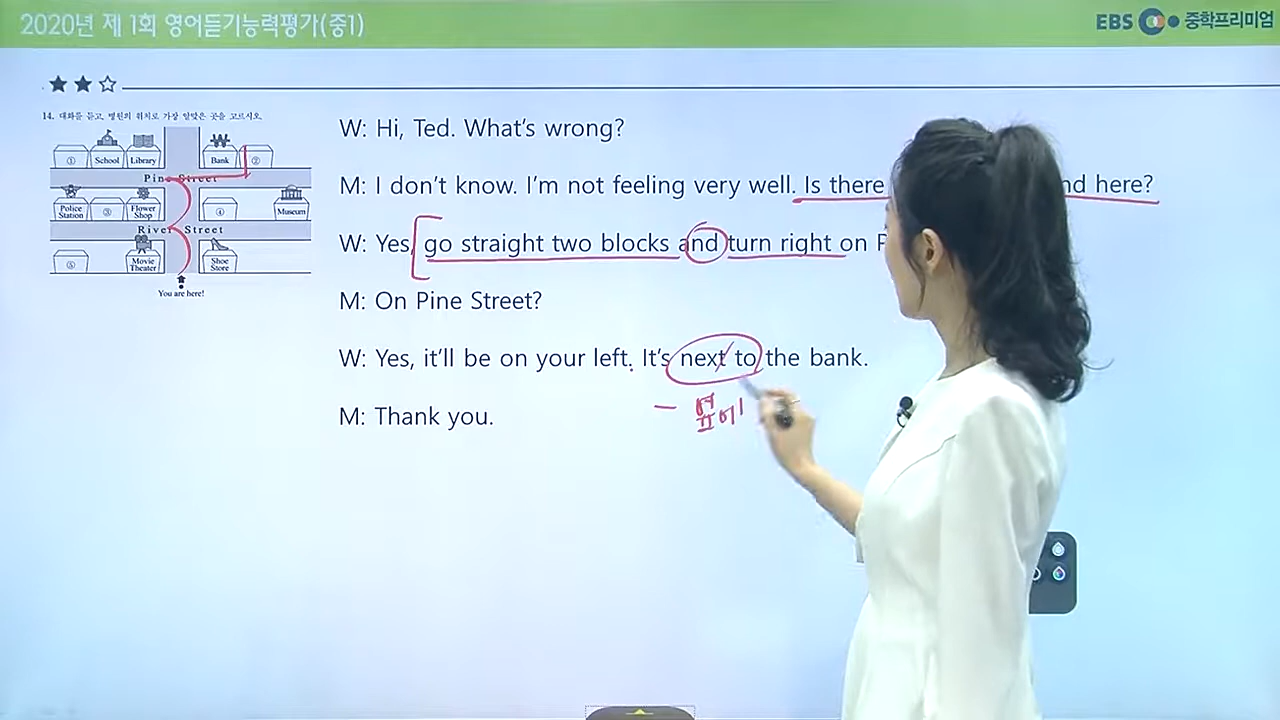 2020년 제 1회 영어듣기능력평가(중1)
EBS 중학프리미엄
14. 대화를 듣고, 병원의 위치로 가장 알맞은 곳을 고르시오.
① School Library Bank ②
Pine Street
Police Station ③ Flower Shop ④ Museum
River Street
⑤ Movie Theater Shoe Store
You are here!
W: Hi, Ted. What's wrong?
M: I don't know. I'm not feeling very well. Is there nd here?
W: Yes, go straight two blocks and turn right on P
M: On Pine Street?
W: Yes, it'll be on your left. It's next to the bank.
- 옆에
M: Thank you.